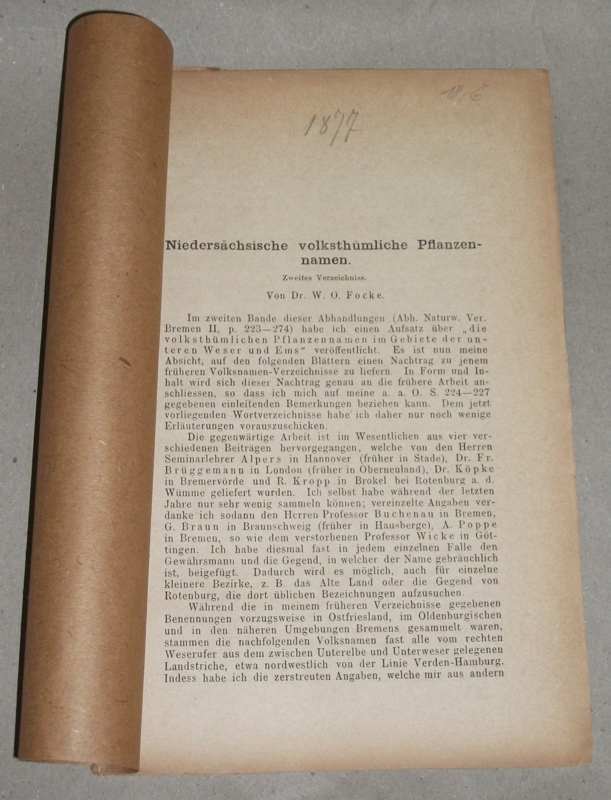 1877
Niedersächsische volksthümliche Pflanzen-
namen.
Zweites Verzeichniss.
Von Dr. W. O. Focke.
Im zweiten Bande dieser Abhandlungen (Abh. Naturw. Ver.
Bremen II, p. 223—274) habe ich einen Aufsatz über „die
volksthümlichen Pflanzennamen im Gebiete der un-
teren Weser und Ems“ veröffentlicht. Es ist nun meine
Absicht, auf den folgenden Blättern einen Nachtrag zu jenem
früheren Volksnamen-Verzeichnisse zu liefern. In Form und In-
halt wird sich dieser Nachtrag genau an die frühere Arbeit an-
schliessen, so dass ich mich auf meine a. a. O. S. 224—227
gegebenen einleitenden Bemerkungen beziehen kann. Dem jetzt
vorliegenden Wortverzeichnisse habe ich daher nur noch wenige
Erläuterungen vorauszuschicken.
Die gegenwärtige Arbeit ist im Wesentlichen aus vier ver-
schiedenen Beiträgen hervorgegangen, welche von den Herren
Seminarlehrer Alpers in Hannover (früher in Stade), Dr. Fr.
Brüggemann in London (früher in Oberneuland), Dr. Köpke
in Bremervörde und R. Kropp in Brokel bei Rotenburg a. d.
Wümme geliefert wurden. Ich selbst habe während der letzten
Jahre nur sehr wenig sammeln können; vereinzelte Angaben ver-
danke ich sodann den Herren Professor Buchenau in Bremen,
G. Braun in Braunschweig (früher in Hausberge), A. Poppe
in Bremen, so wie dem verstorbenen Professor Wicke in Göt-
tingen. Ich habe diesmal fast in jedem einzelnen Falle den
Gewährsmann und die Gegend, in welcher der Name gebräuchlich
ist, beigefügt. Dadurch wird es möglich, auch für einzelne
kleinere Bezirke, z. B. das Alte Land oder die Gegend von
Rotenburg, die dort üblichen Bezeichnungen aufzusuchen.
Während die in meinem früheren Verzeichnisse gegebenen
Benennungen vorzugsweise in Ostfriesland, im Oldenburgischen
und in den näheren Umgebungen Bremens gesammelt waren,
stammen die nachfolgenden Volksnamen fast alle vom rechten
Weserufer aus dem zwischen Unterelbe und Unterweser gelegenen
Landstriche, etwa nordwestlich von der Linie Verden-Hamburg.
Indess habe ich die zerstreuten Angaben, welche mir aus andern